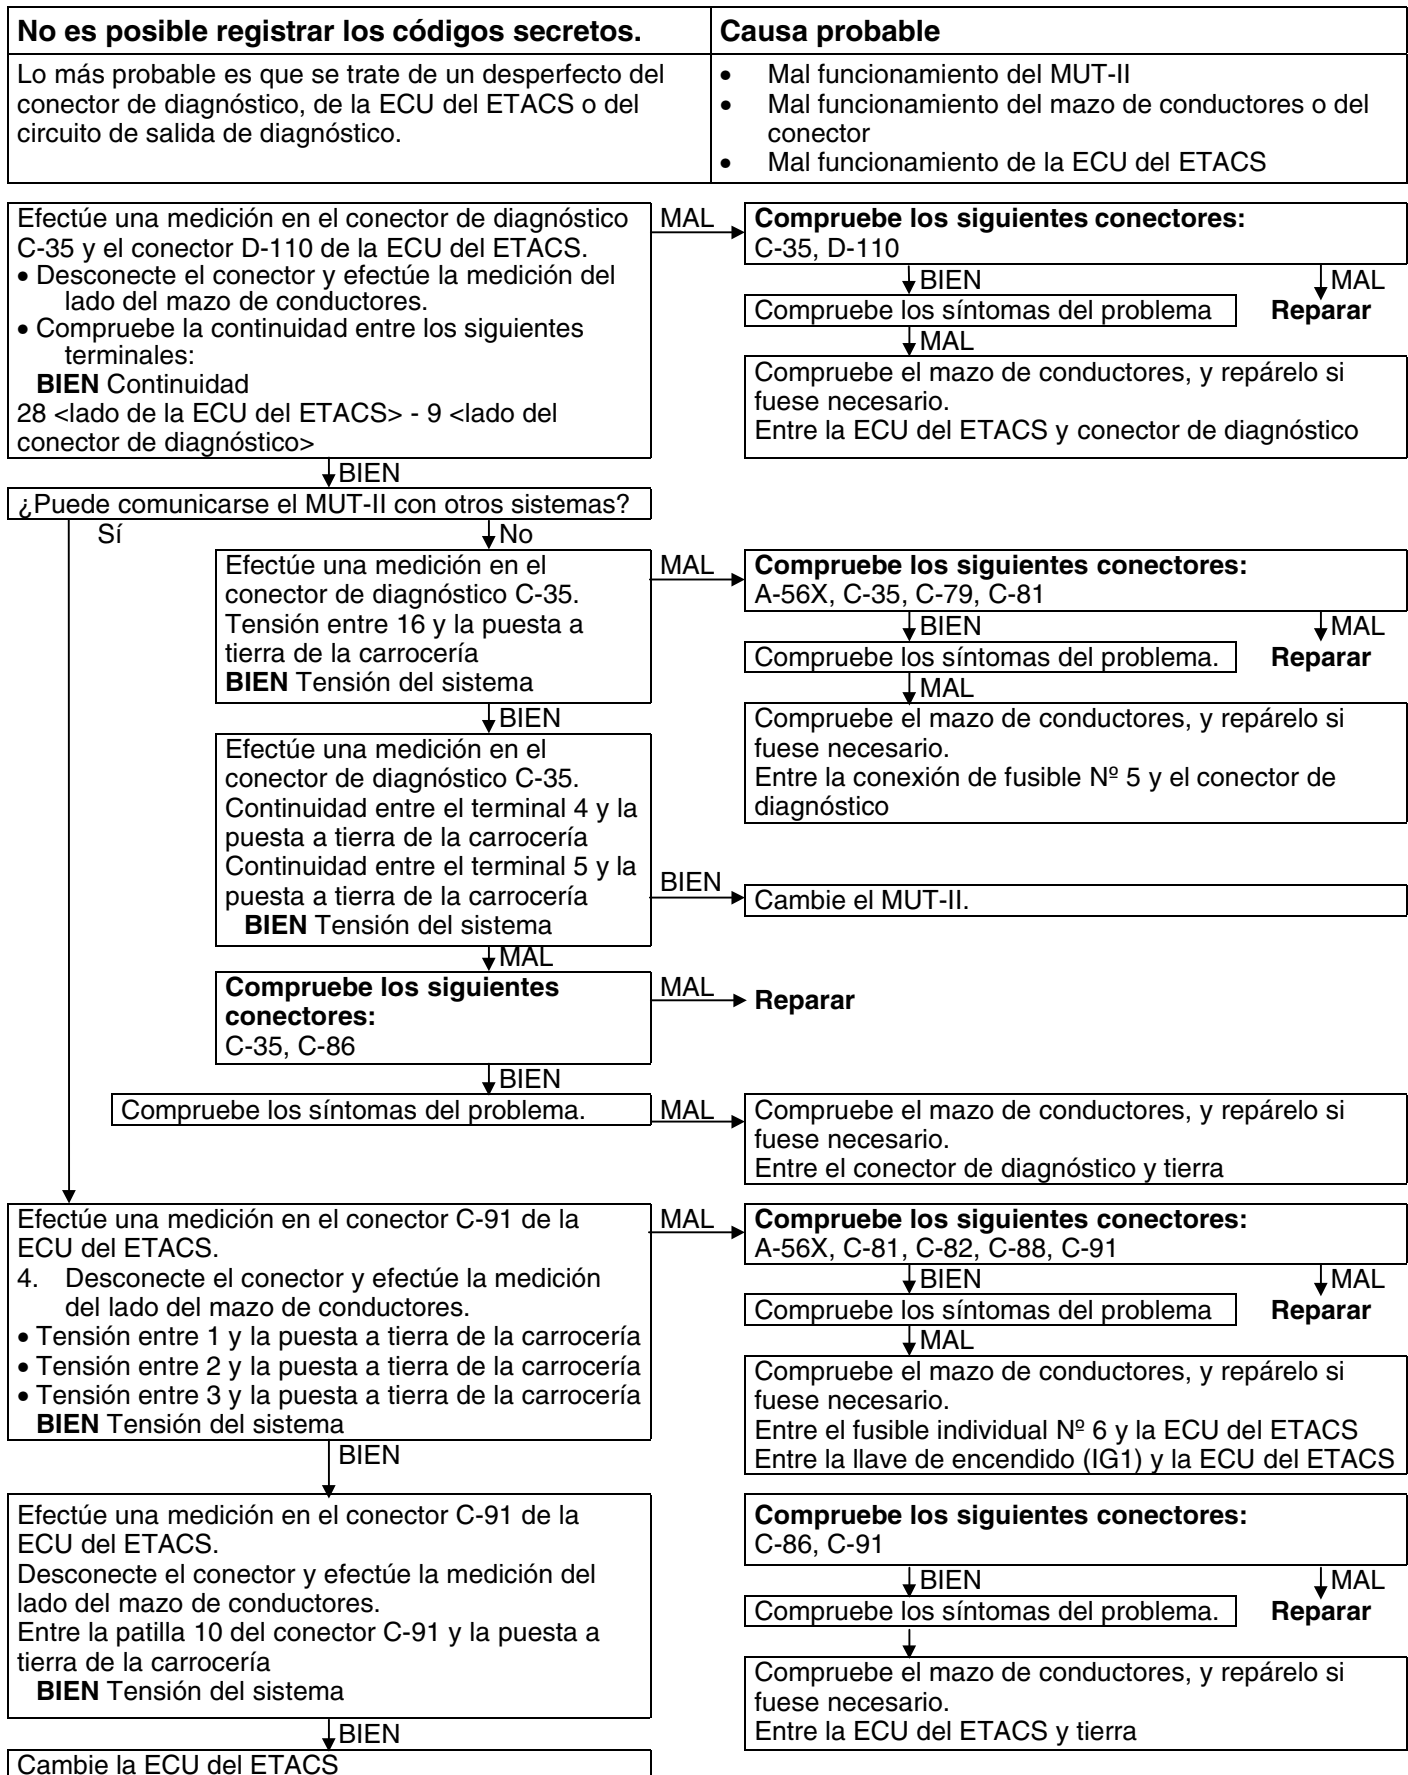 No es posible registrar los códigos secretos.
Causa probable
Lo más probable es que se trate de un desperfecto del
conector de diagnóstico, de la ECU del ETACS o del
circuito de salida de diagnóstico.
• Mal funcionamiento del MUT-II
• Mal funcionamiento del mazo de conductores o del
conector
• Mal funcionamiento de la ECU del ETACS
Efectúe una medición en el conector de diagnóstico
C-35 y el conector D-110 de la ECU del ETACS.
• Desconecte el conector y efectúe la medición del
lado del mazo de conductores.
• Compruebe la continuidad entre los siguientes
terminales:
BIEN Continuidad
28 <lado de la ECU del ETACS> - 9 <lado del
conector de diagnóstico>
MAL
Compruebe los siguientes conectores:
C-35, D-110
BIEN
MAL
Compruebe los síntomas del problema
Reparar
MAL
Compruebe el mazo de conductores, y repárelo si
fuese necesario.
Entre la ECU del ETACS y conector de diagnóstico
BIEN
¿Puede comunicarse el MUT-II con otros sistemas?
Sí
No
Efectúe una medición en el
conector de diagnóstico C-35.
Tensión entre 16 y la puesta a
tierra de la carrocería
BIEN Tensión del sistema
MAL
Compruebe los siguientes conectores:
A-56X, C-35, C-79, C-81
BIEN
MAL
Compruebe los síntomas del problema.
Reparar
MAL
Compruebe el mazo de conductores, y repárelo si
fuese necesario.
Entre la conexión de fusible Nº 5 y el conector de
diagnóstico
BIEN
Efectúe una medición en el
conector de diagnóstico C-35.
Continuidad entre el terminal 4 y la
puesta a tierra de la carrocería
Continuidad entre el terminal 5 y la
puesta a tierra de la carrocería
BIEN Tensión del sistema
BIEN
Cambie el MUT-II.
MAL
Compruebe los siguientes
conectores:
C-35, C-86
MAL
Reparar
BIEN
Compruebe los síntomas del problema.
MAL
Compruebe el mazo de conductores, y repárelo si
fuese necesario.
Entre el conector de diagnóstico y tierra
Efectúe una medición en el conector C-91 de la
ECU del ETACS.
4. Desconecte el conector y efectúe la medición
del lado del mazo de conductores.
• Tensión entre 1 y la puesta a tierra de la carrocería
• Tensión entre 2 y la puesta a tierra de la carrocería
• Tensión entre 3 y la puesta a tierra de la carrocería
BIEN Tensión del sistema
MAL
Compruebe los siguientes conectores:
A-56X, C-81, C-82, C-88, C-91
BIEN
MAL
Compruebe los síntomas del problema
Reparar
MAL
Compruebe el mazo de conductores, y repárelo si
fuese necesario.
Entre el fusible individual Nº 6 y la ECU del ETACS
Entre la llave de encendido (IG1) y la ECU del ETACS
BIEN
Efectúe una medición en el conector C-91 de la
ECU del ETACS.
Desconecte el conector y efectúe la medición del
lado del mazo de conductores.
Entre la patilla 10 del conector C-91 y la puesta a
tierra de la carrocería
BIEN Tensión del sistema
Compruebe los siguientes conectores:
C-86, C-91
BIEN
MAL
Compruebe los síntomas del problema.
Reparar
Compruebe el mazo de conductores, y repárelo si
fuese necesario.
Entre la ECU del ETACS y tierra
BIEN
Cambie la ECU del ETACS